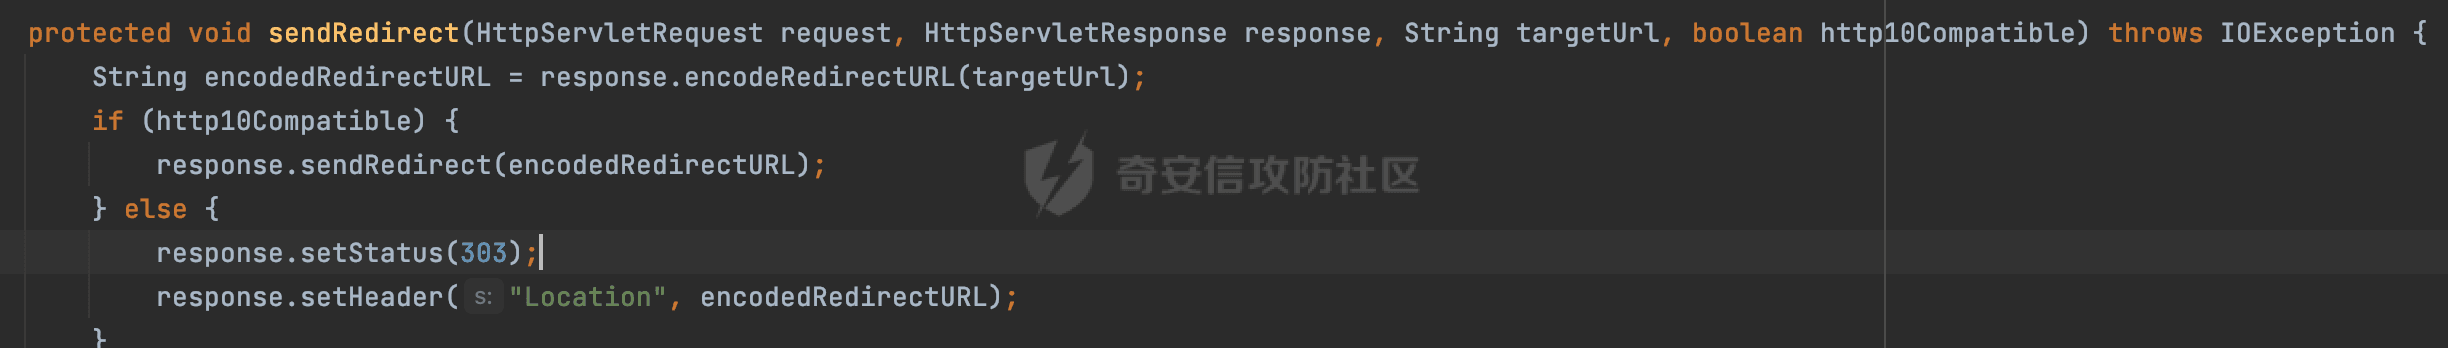 protected void sendRedirect(HttpServletRequest request, HttpServletResponse response, String targetUrl, boolean http10Compatible) throws IOException {
    String encodedRedirectURL = response.encodeRedirectURL(targetUrl);
    if (http10Compatible) {
        response.sendRedirect(encodedRedirectURL);
    } else {
        response.setStatus(303);
        response.setHeader( s: "Location", encodedRedirectURL);
    }
奇安信攻防社区